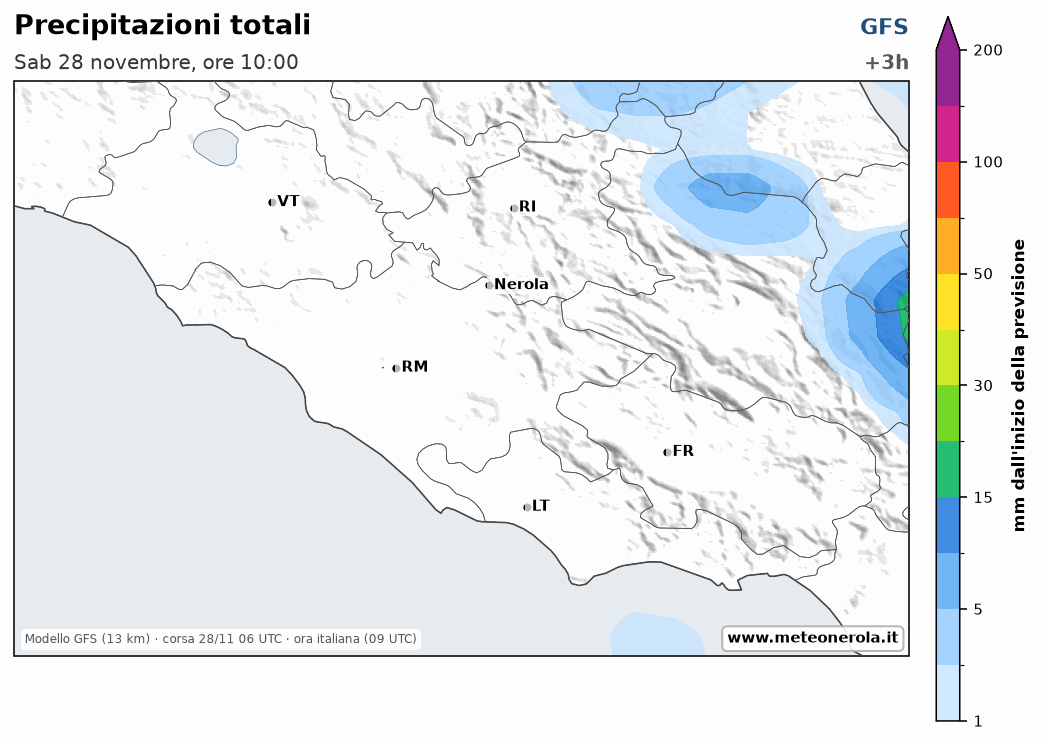 Precipitazioni totali
GFS
Sab 28 novembre, ore 10:00
+3h
200
100
50
30
15
5
1
mm dall'inizio della previsione
VT
RI
Nerola
RM
FR
LT
Modello GFS (13 km) · corsa 28/11 06 UTC · ora italiana (09 UTC)
www.meteonerola.it